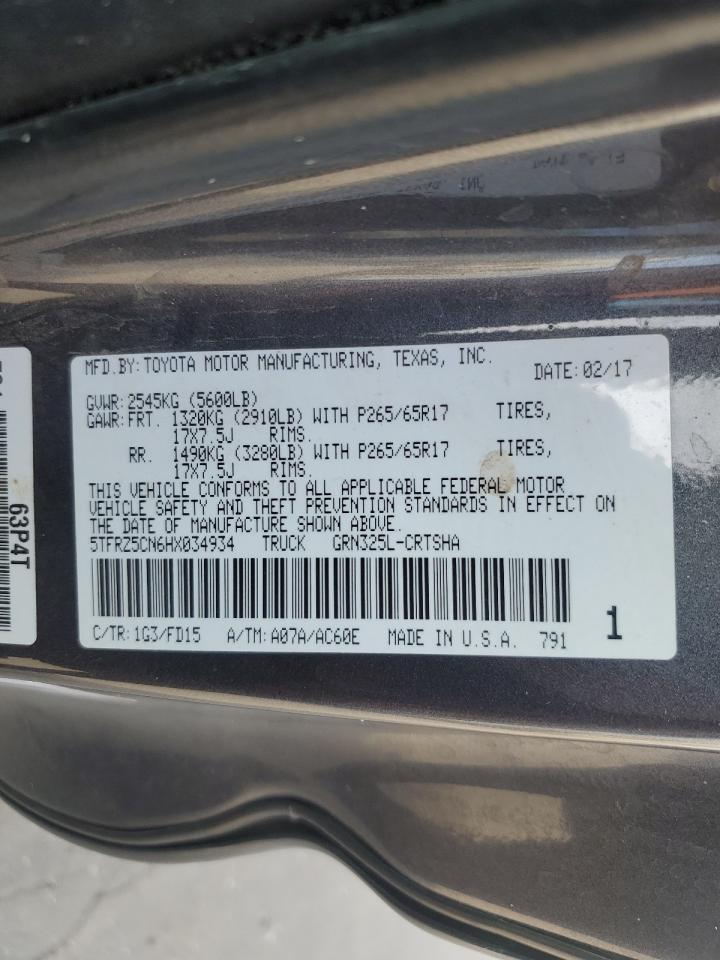 MFD.BY:TOYOTA MOTOR MANUFACTURING, TEXAS, INC.
DATE:02/17
GVWR:2545KG (5600LB)
GAWR:FRT. 1320KG (2910LB) WITH P265/65R17 TIRES,
17X7.5J RIMS.
RR. 1490KG (3280LB) WITH P265/65R17 TIRES,
17X7.5J RIMS.
THIS VEHICLE CONFORMS TO ALL APPLICABLE FEDERAL MOTOR
VEHICLE SAFETY AND THEFT PREVENTION STANDARDS IN EFFECT ON
THE DATE OF MANUFACTURE SHOWN ABOVE.
5TFRZ5CN6HX034934 TRUCK GRN325L-CRTSHA
C/TR:1G3/FD15 A/TM:A07A/AC60E MADE IN U.S.A. 791
1
63P4T